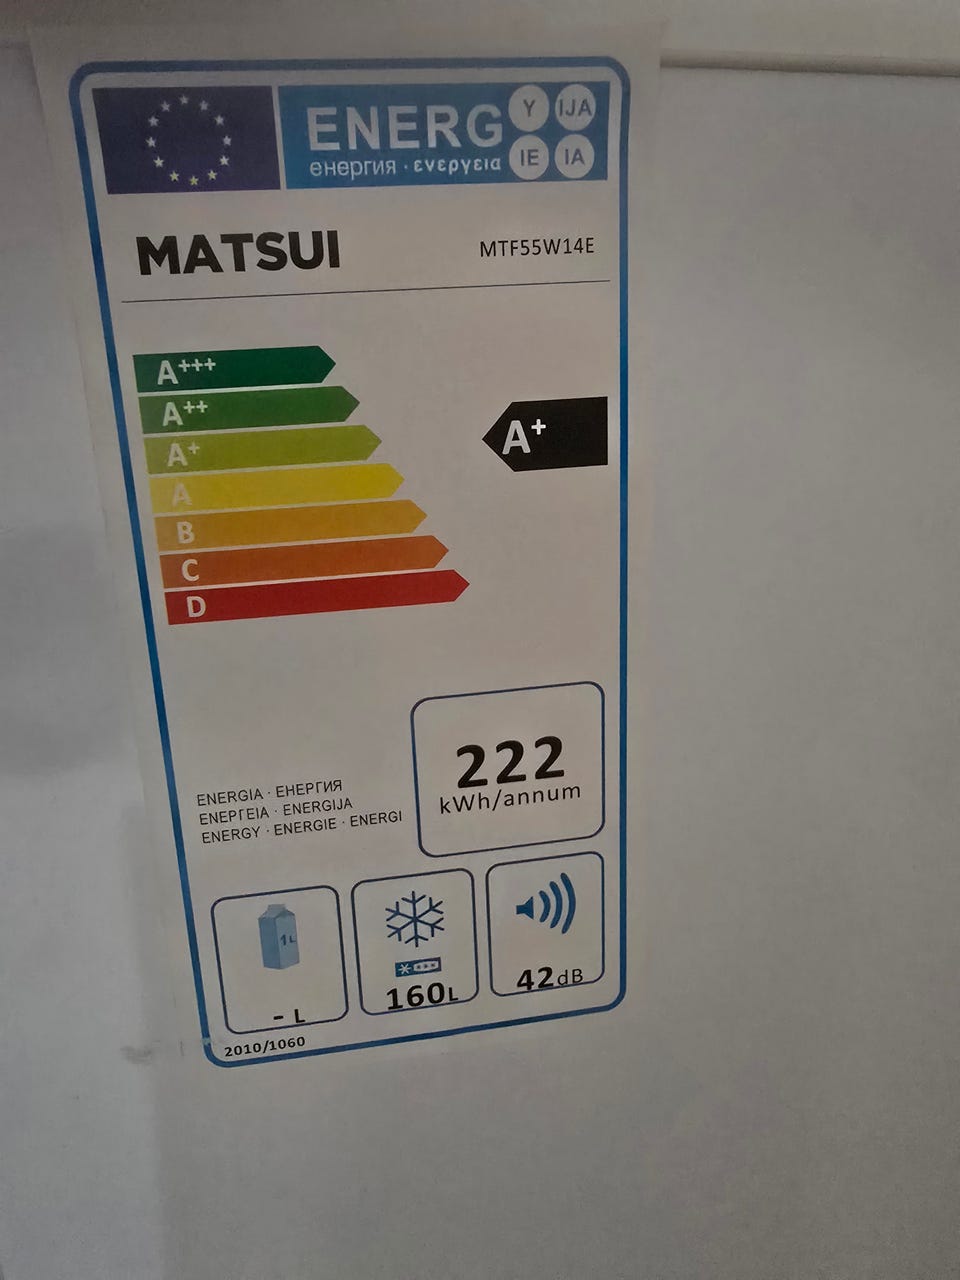 ENERG Y IJA
енергия · ενεργεια IE IA
MATSUI MTF55W14E
A+++
A++
A+
A
B
C
D
A+
222
kWh/annum
ENERGIA · ЕНЕРГИЯ
ΕΝΕΡΓΕΙΑ · ENERGIJA
ENERGY · ENERGIE · ENERGI
1L
- L
160L
42dB
2010/1060